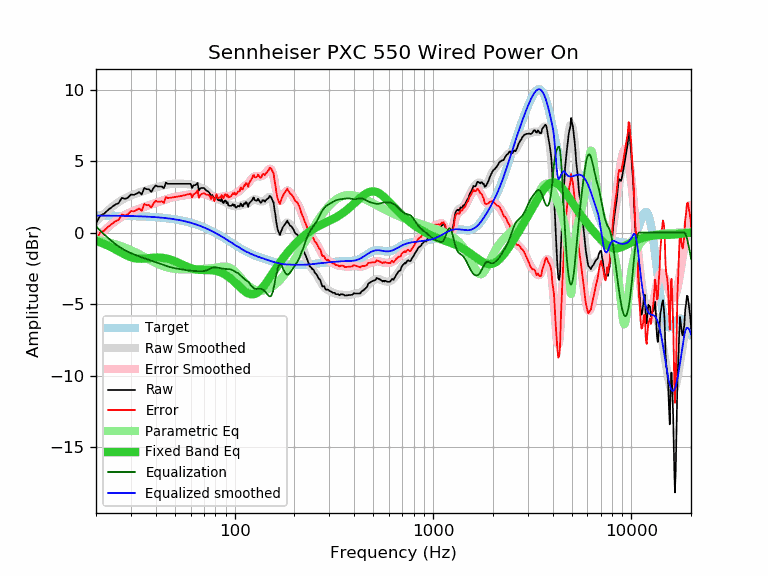 Sennheiser PXC 550 Wired Power On
10
5
0
−5
−10
−15
Amplitude (dBr)
Target
Raw Smoothed
Error Smoothed
Raw
Error
Parametric Eq
Fixed Band Eq
Equalization
Equalized smoothed
100
1000
10000
Frequency (Hz)